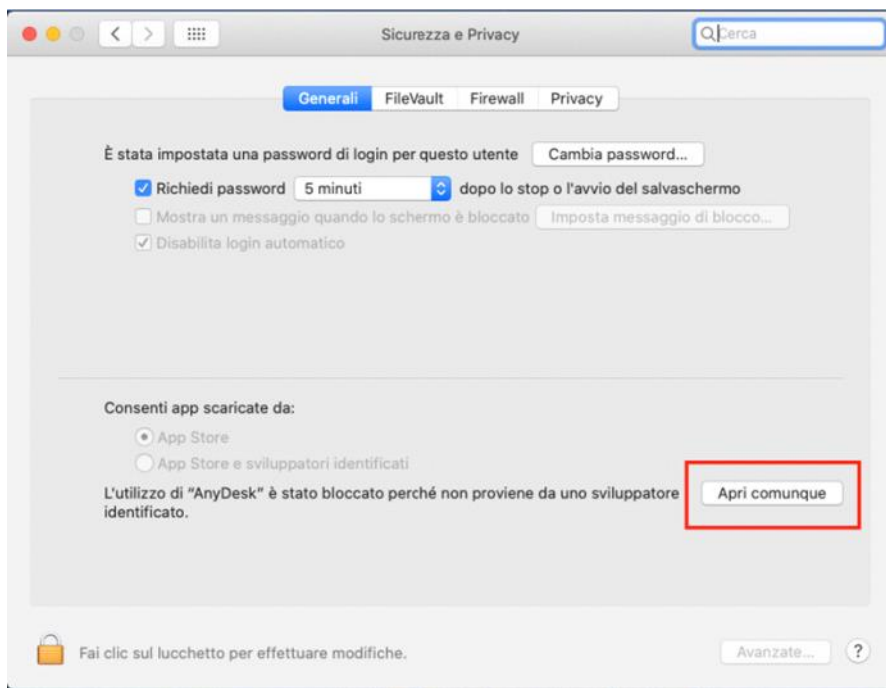 Sicurezza e Privacy
Cerca
Generali FileVault Firewall Privacy
È stata impostata una password di login per questo utente Cambia password...
Richiedi password 5 minuti dopo lo stop o l'avvio del salvaschermo
Mostra un messaggio quando lo schermo è bloccato Imposta messaggio di blocco...
Disabilita login automatico
Consenti app scaricate da:
App Store
App Store e sviluppatori identificati
L'utilizzo di “AnyDesk” è stato bloccato perché non proviene da uno sviluppatore Apri comunque
identificato.
Fai clic sul lucchetto per effettuare modifiche. Avanzate... ?